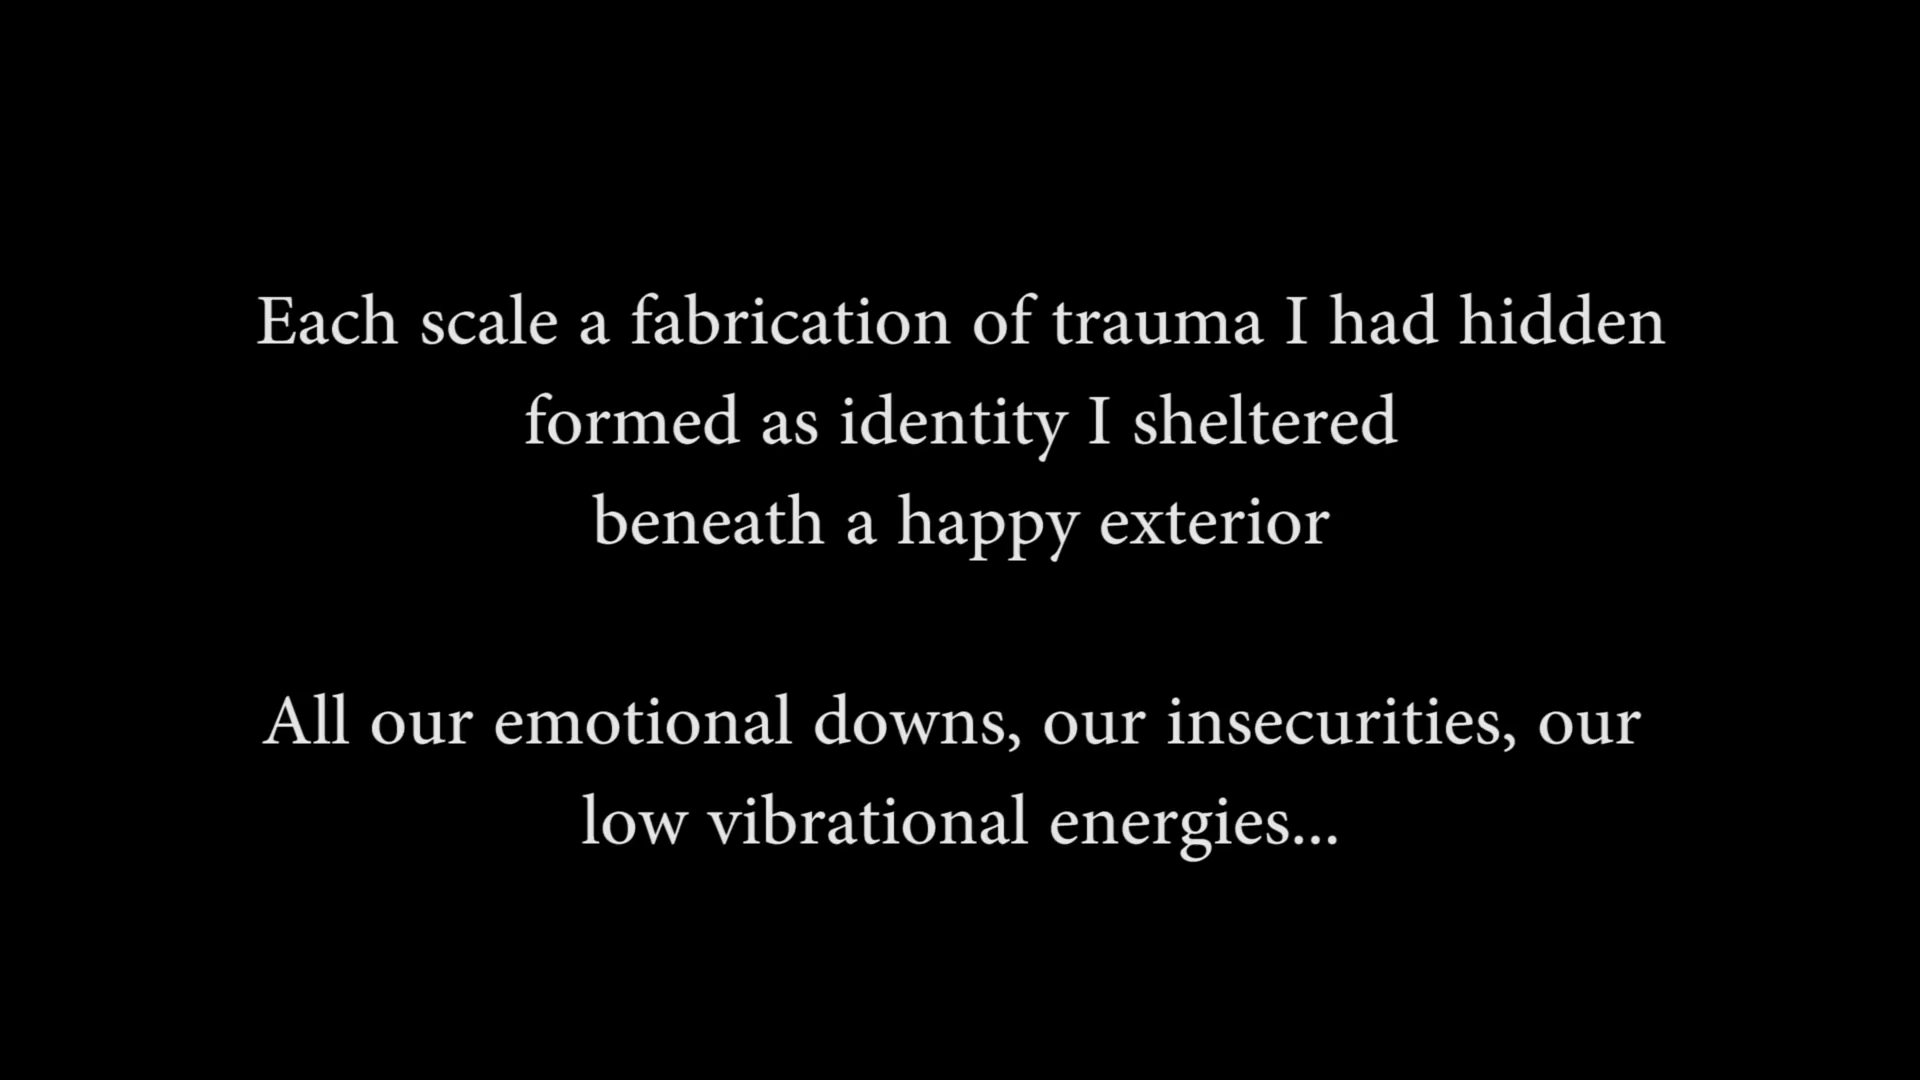 Each scale a fabrication of trauma I had hidden
formed as identity I sheltered
beneath a happy exterior
All our emotional downs, our insecurities, our
low vibrational energies...